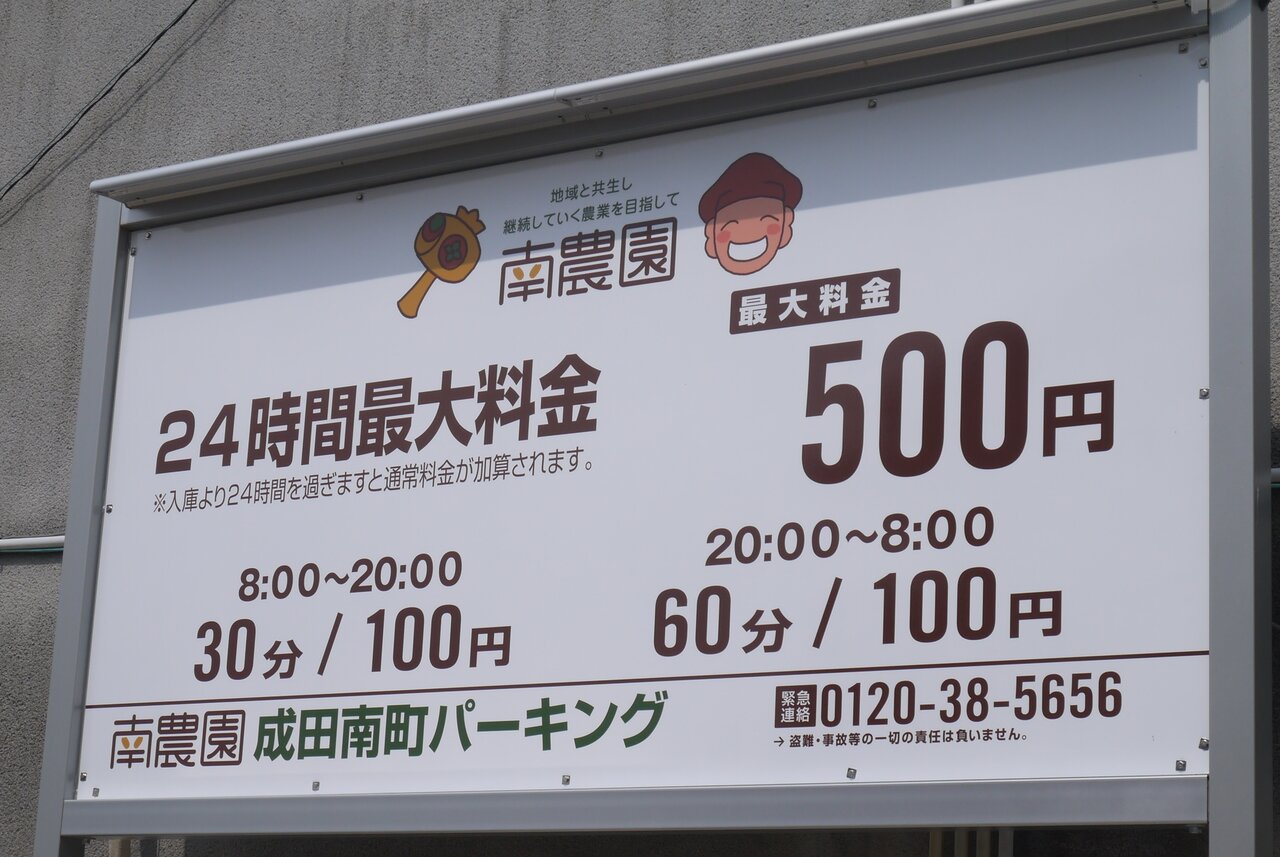 地域と共生し
継続していく農業を目指して
南農園
最大料金
500円
24時間最大料金
※入庫より24時間を過ぎますと通常料金が加算されます。
8:00〜20:00
30分/100円
20:00〜8:00
60分/100円
南農園 成田南町パーキング
緊急連絡 0120-38-5656
→ 盗難・事故等の一切の責任は負いません。